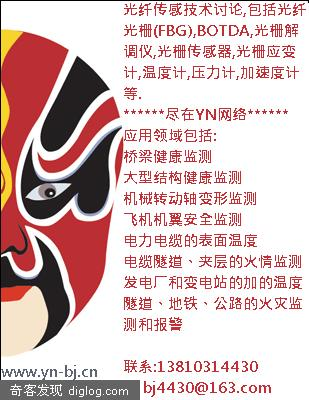 光纤传感技术讨论,包括光纤
光栅(FBG),BOTDA,光栅解
调仪,光栅传感器,光栅应变
计,温度计,压力计,加速度计
等.
******尽在YN网络******
应用领域包括:
桥梁健康监测
大型结构健康监测
机械转动轴变形监测
飞机机翼安全监测
电力电缆的表面温度
电缆隧道、夹层的火情监测
发电厂和变电站的加的温度
隧道、地铁、公路的火灾监
测和报警
联系:13810314430
bj4430@163.com
www.yn-bj.cn
奇客发现 diglog.com